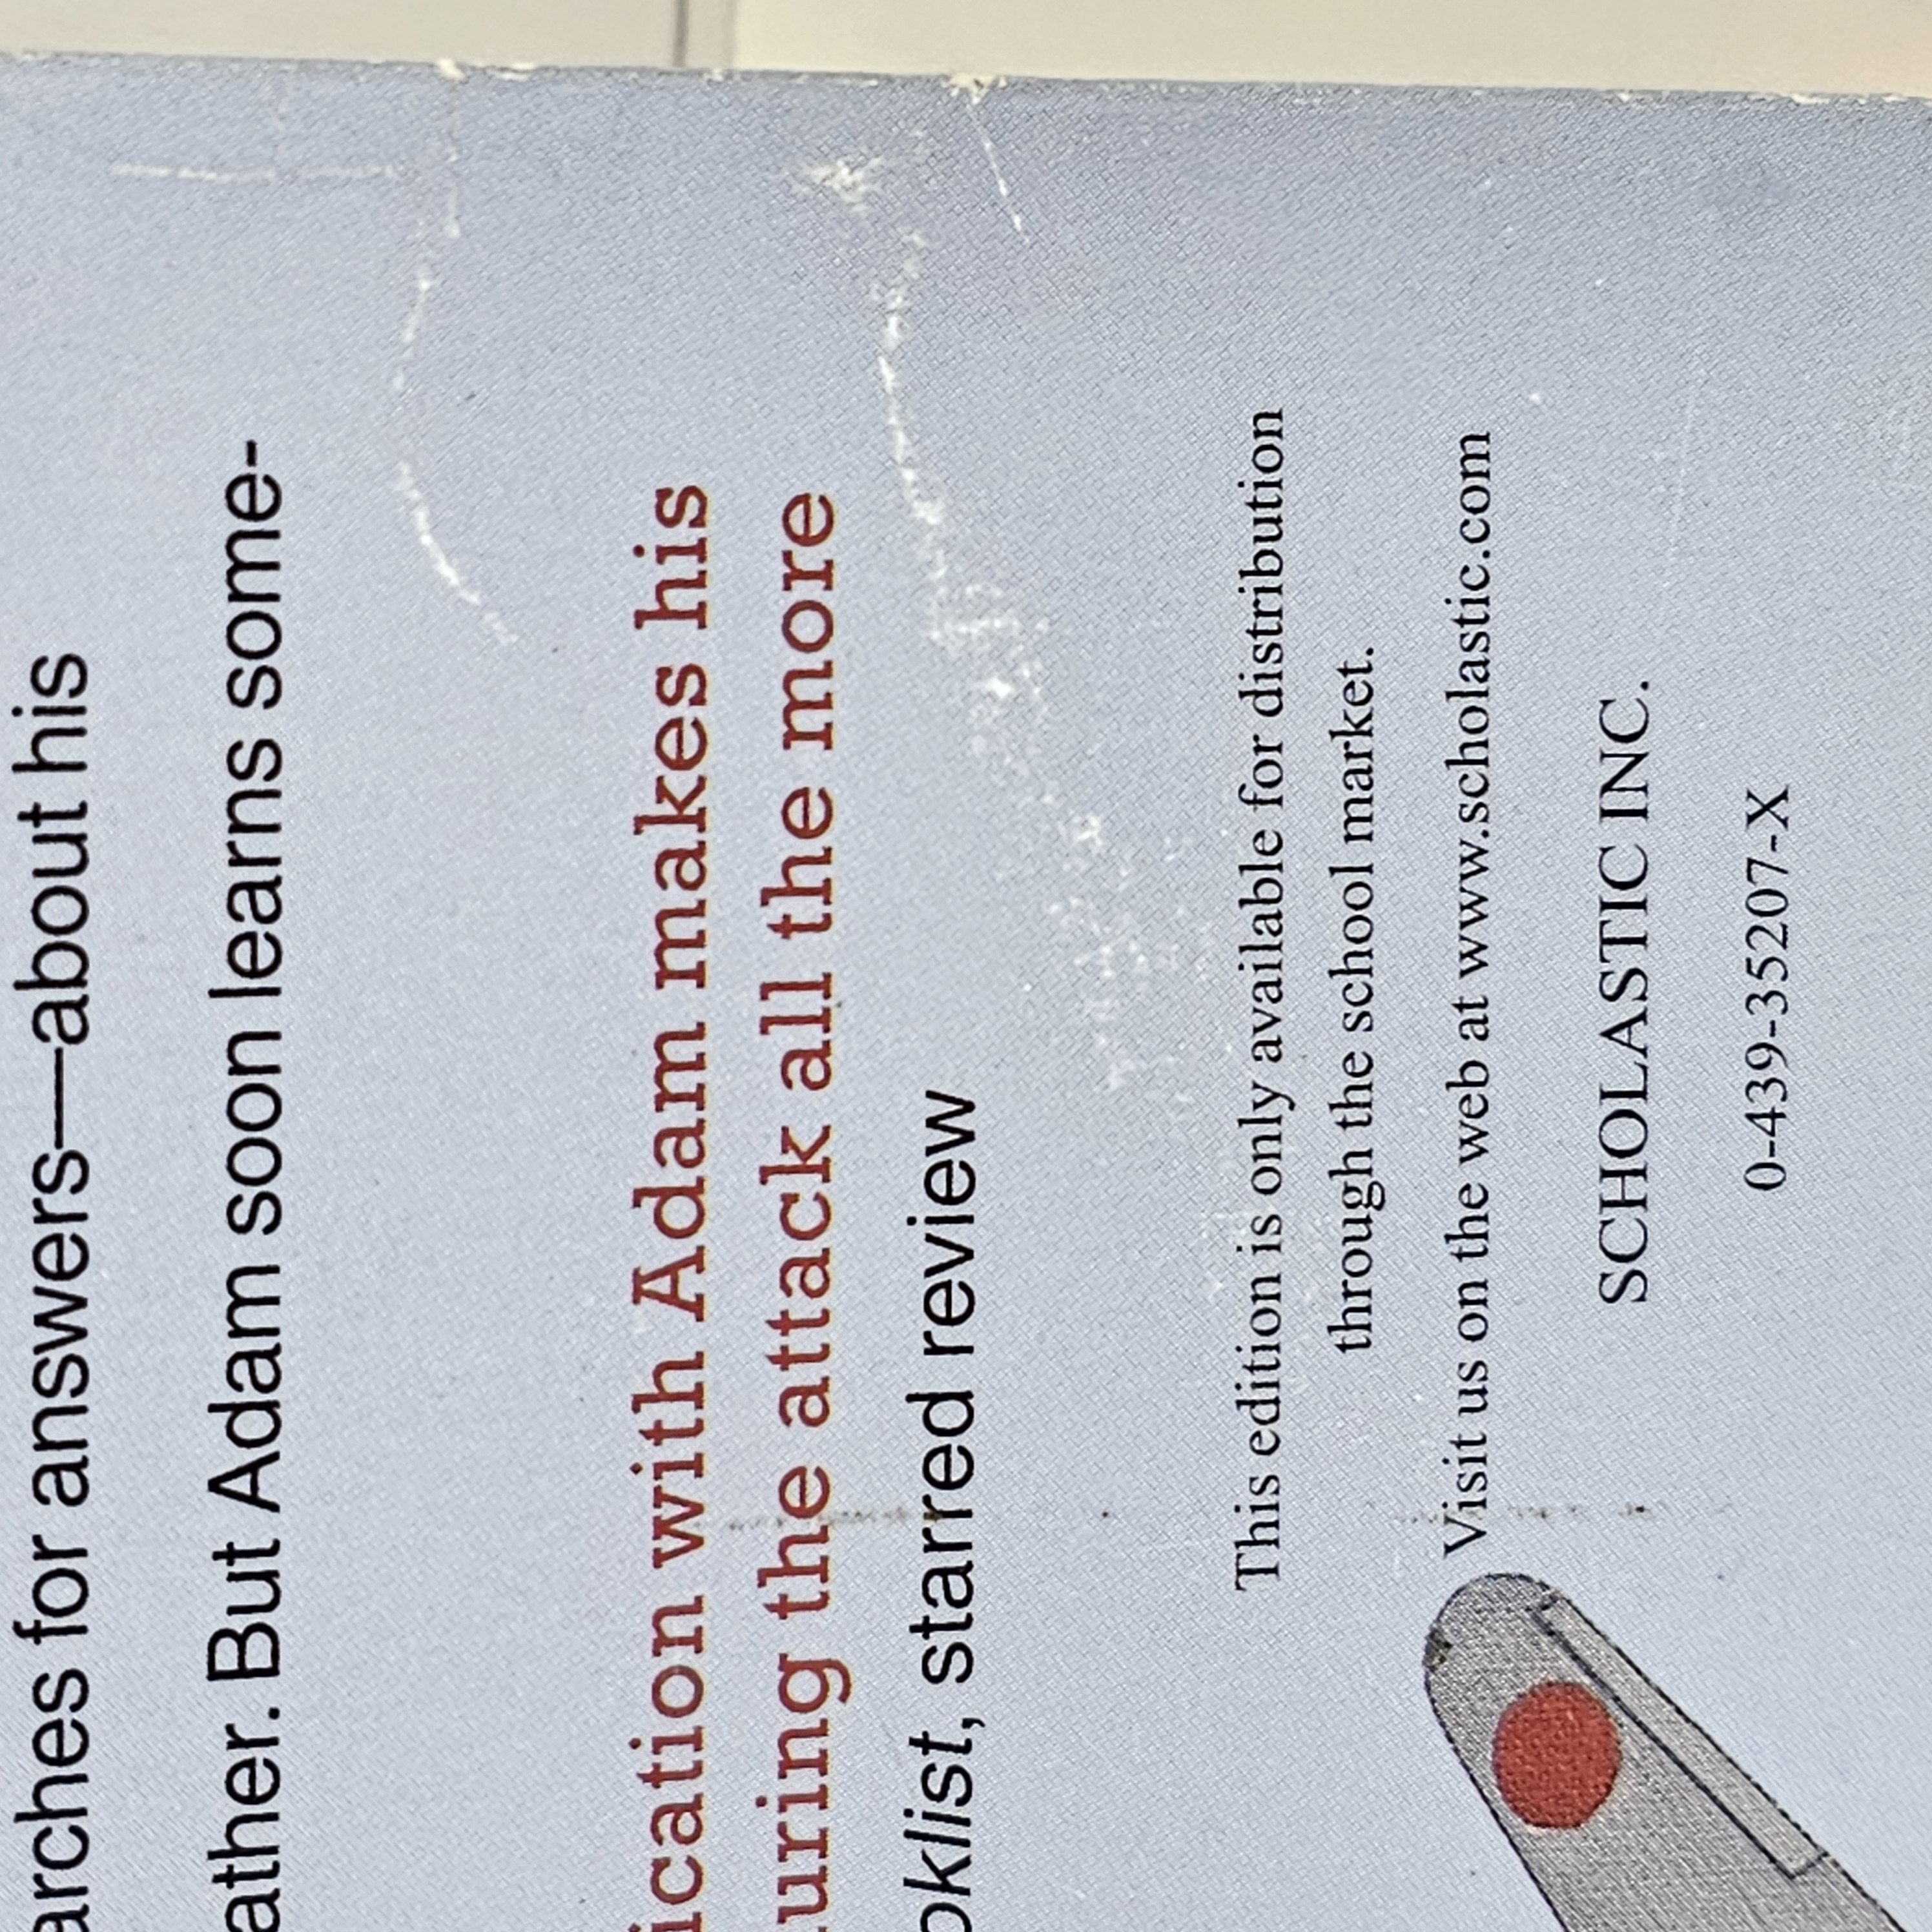 arches for answers—about his
ather. But Adam soon learns some-
ication with Adam makes his
uring the attack all the more
oklist, starred review
This edition is only available for distribution
through the school market.
Visit us on the web at www.scholastic.com
SCHOLASTIC INC.
0-439-35207-X